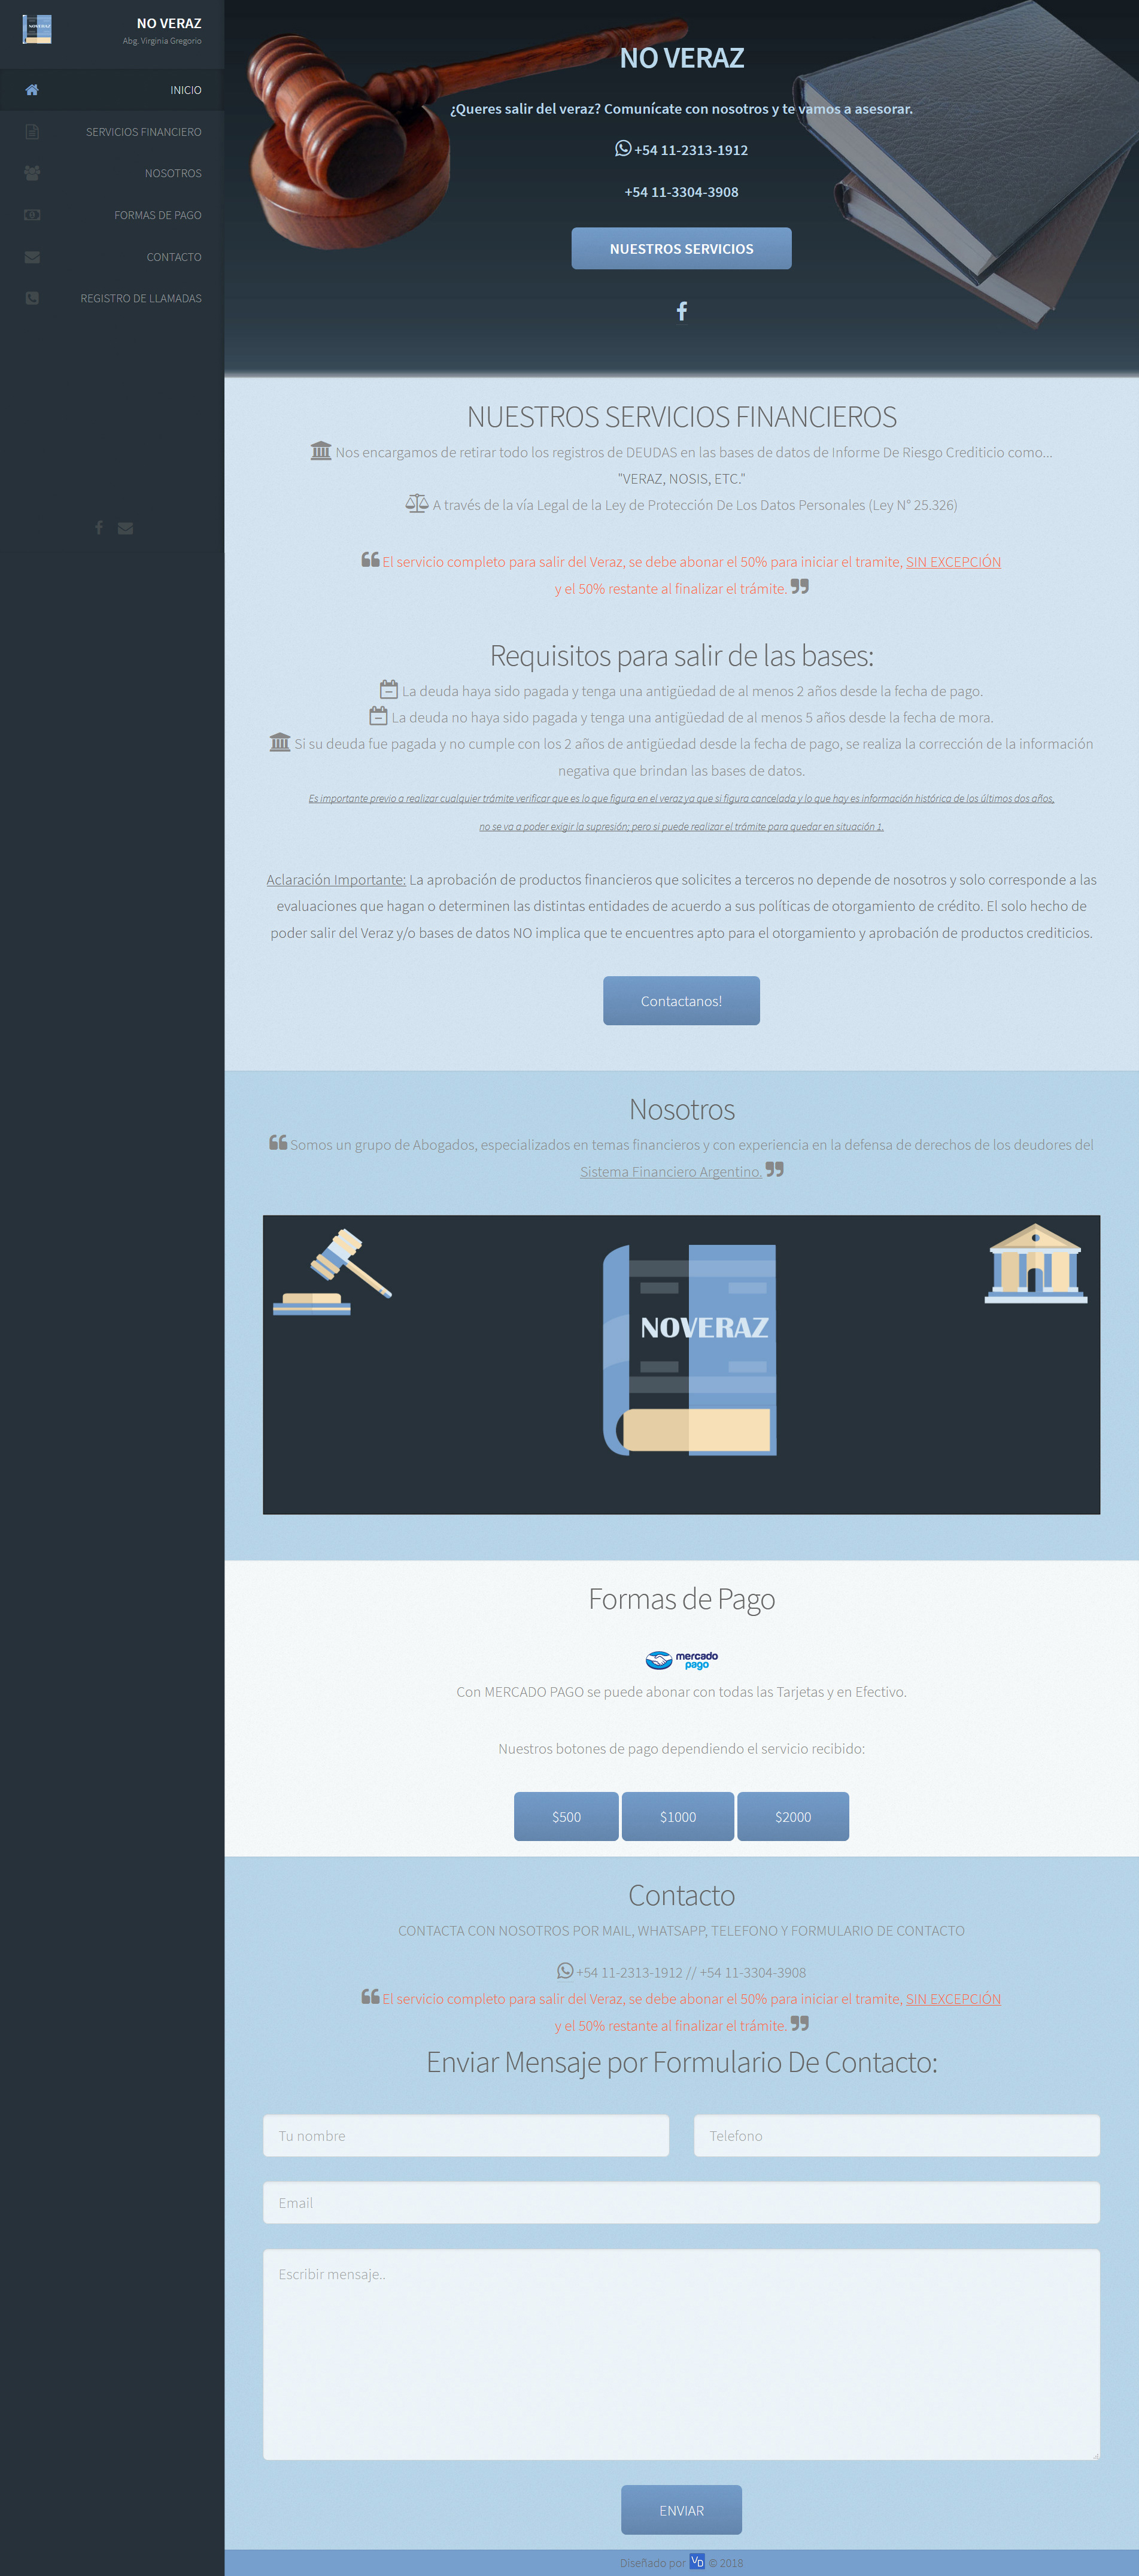 NO VERAZ
Abg. Virginia Gregorio
INICIO
SERVICIOS FINANCIERO
NOSOTROS
FORMAS DE PAGO
CONTACTO
REGISTRO DE LLAMADAS
NO VERAZ
¿Queres salir del veraz? Comunícate con nosotros y te vamos a asesorar.
+54 11-2313-1912
+54 11-3304-3908
NUESTROS SERVICIOS
NUESTROS SERVICIOS FINANCIEROS
Nos encargamos de retirar todo los registros de DEUDAS en las bases de datos de Informe De Riesgo Crediticio como...
"VERAZ, NOSIS, ETC."
A través de la vía Legal de la Ley de Protección De Los Datos Personales (Ley N° 25.326)
El servicio completo para salir del Veraz, se debe abonar el 50% para iniciar el tramite, SIN EXCEPCIÓN
y el 50% restante al finalizar el trámite.
Requisitos para salir de las bases:
La deuda haya sido pagada y tenga una antigüedad de al menos 2 años desde la fecha de pago.
La deuda no haya sido pagada y tenga una antigüedad de al menos 5 años desde la fecha de mora.
Si su deuda fue pagada y no cumple con los 2 años de antigüedad desde la fecha de pago, se realiza la corrección de la información
negativa que brindan las bases de datos.
Es importante previo a realizar cualquier trámite verificar que es lo que figura en el veraz ya que si figura cancelada y lo que hay es información histórica de los últimos dos años,
no se va a poder exigir la supresión; pero si puede realizar el trámite para quedar en situación 1.
Aclaración Importante: La aprobación de productos financieros que solicites a terceros no depende de nosotros y solo corresponde a las
evaluaciones que hagan o determinen las distintas entidades de acuerdo a sus políticas de otorgamiento de crédito. El solo hecho de
poder salir del Veraz y/o bases de datos NO implica que te encuentres apto para el otorgamiento y aprobación de productos crediticios.
Contactanos!
Nosotros
Somos un grupo de Abogados, especializados en temas financieros y con experiencia en la defensa de derechos de los deudores del
Sistema Financiero Argentino.
NOVERAZ
Formas de Pago
mercado
pago
Con MERCADO PAGO se puede abonar con todas las Tarjetas y en Efectivo.
Nuestros botones de pago dependiendo el servicio recibido:
$500 $1000 $2000
Contacto
CONTACTA CON NOSOTROS POR MAIL, WHATSAPP, TELEFONO Y FORMULARIO DE CONTACTO
+54 11-2313-1912 // +54 11-3304-3908
El servicio completo para salir del Veraz, se debe abonar el 50% para iniciar el tramite, SIN EXCEPCIÓN
y el 50% restante al finalizar el trámite.
Enviar Mensaje por Formulario De Contacto:
Tu nombre Telefono
Email
Escribir mensaje..
ENVIAR
Diseñado por VD © 2018